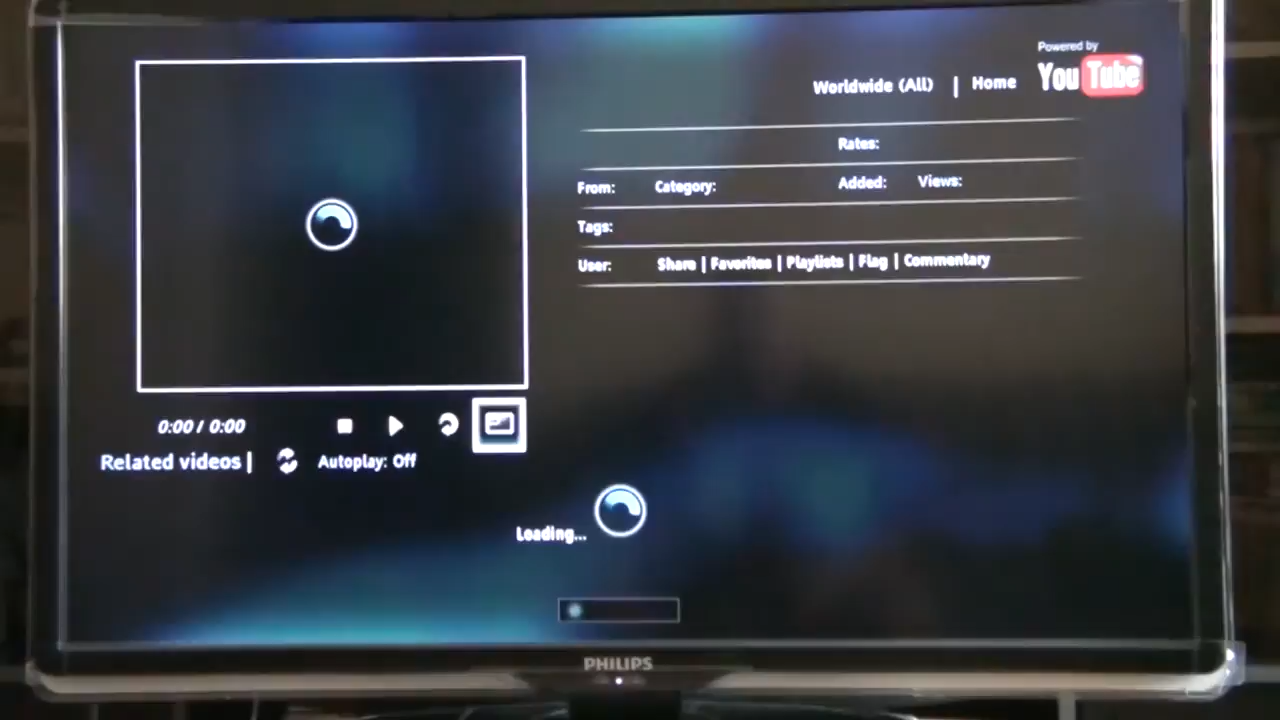 Powered by
YouTube
Worldwide (All) | Home
Rates:
From: Category: Added: Views:
Tags:
User: Share | Favorites | Playlists | Flag | Commentary
0:00 / 0:00
Related videos | Autoplay: Off
Loading...
PHILIPS